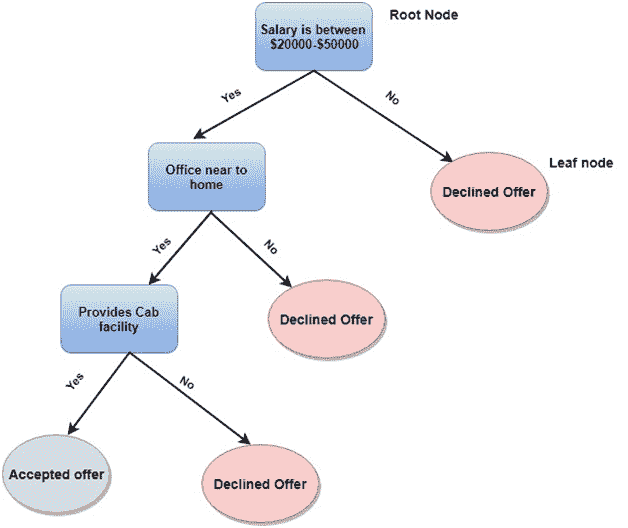 Salary is between
$20000-$50000
Root Node
Yes
No
Office near to
home
Declined Offer
Leaf node
Yes
No
Provides Cab
facility
Declined Offer
Yes
No
Accepted offer
Declined Offer